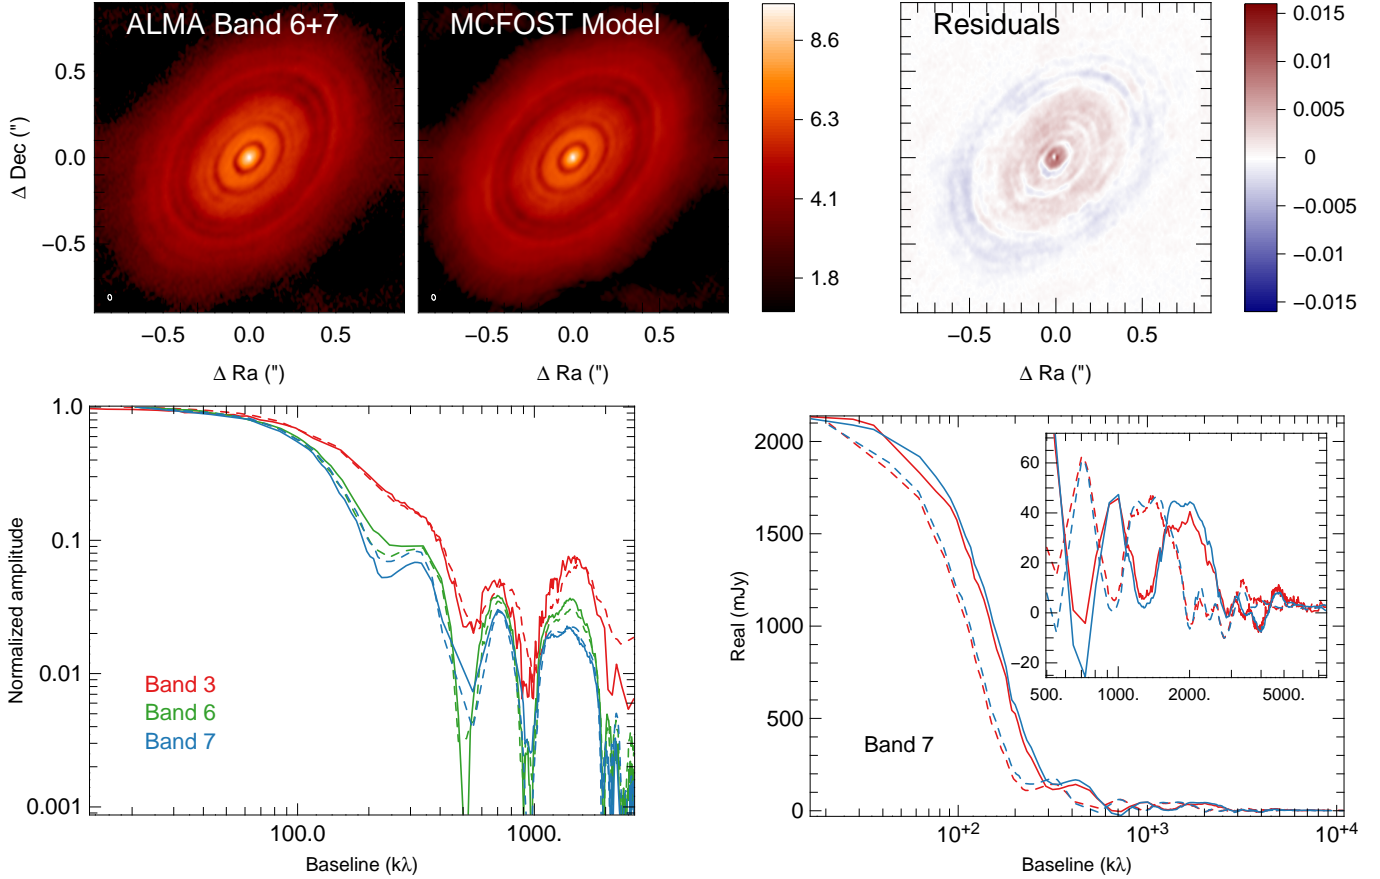 ALMA Band 6+7
MCFOST Model
Residuals
0.5
0.0
−0.5
Δ Dec (")
−0.5 0.0 0.5
Δ Ra (")
−0.5 0.0 0.5
Δ Ra (")
8.6
6.3
4.1
1.8
−0.5 0.0 0.5
Δ Ra (")
0.015
0.01
0.005
0
−0.005
−0.01
−0.015
1.0
0.1
0.01
0.001
Normalized amplitude
Band 3
Band 6
Band 7
100.0 1000.
Baseline (kλ)
2000
1500
1000
500
0
Real (mJy)
60
40
20
0
−20
500. 1000. 2000. 5000.
Band 7
10+2 10+3 10+4
Baseline (kλ)